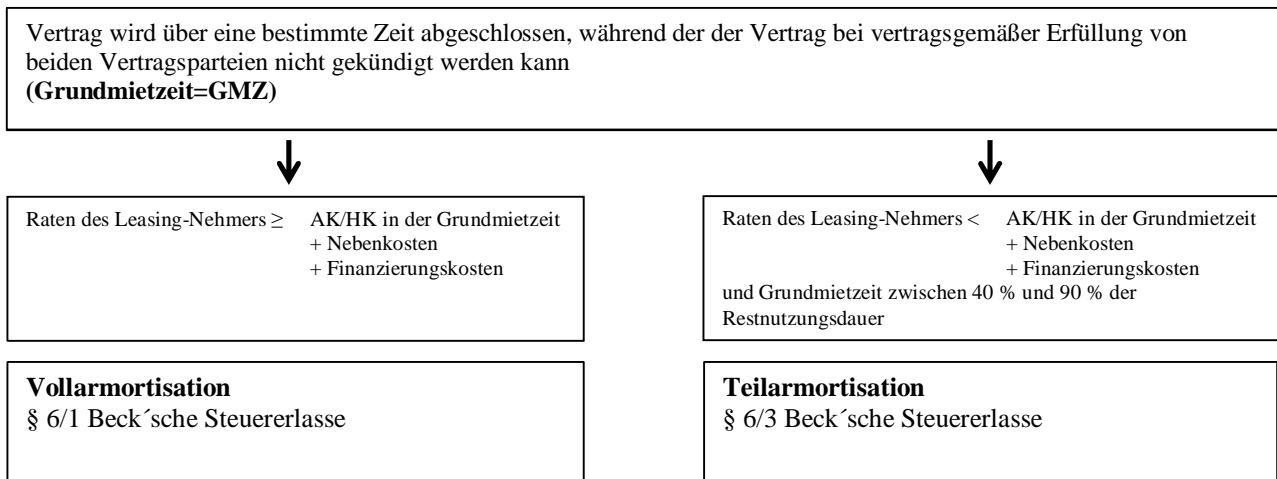 Vertrag wird über eine bestimmte Zeit abgeschlossen, während der der Vertrag bei vertragsgemäßer Erfüllung von
beiden Vertragsparteien nicht gekündigt werden kann
(Grundmietzeit=GMZ)
Raten des Leasing-Nehmers ≥ AK/HK in der Grundmietzeit
+ Nebenkosten
+ Finanzierungskosten
Raten des Leasing-Nehmers < AK/HK in der Grundmietzeit
+ Nebenkosten
+ Finanzierungskosten
und Grundmietzeit zwischen 40 % und 90 % der
Restnutzungsdauer
Vollarmortisation
§ 6/1 Beck´sche Steuererlasse
Teilarmortisation
§ 6/3 Beck´sche Steuererlasse